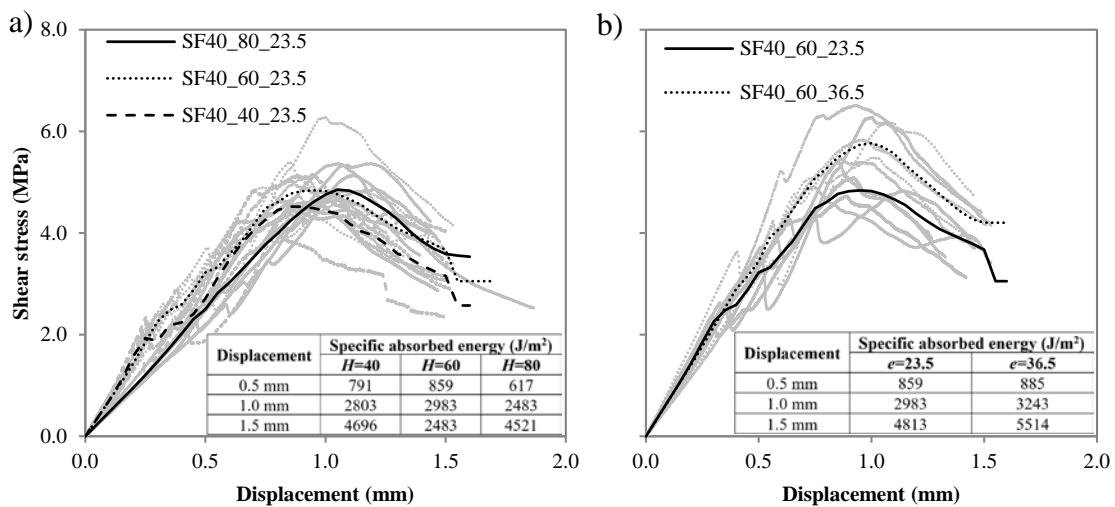 a)
8.0
6.0
4.0
2.0
0.0
Shear stress (MPa)
SF40_80_23.5
SF40_60_23.5
SF40_40_23.5
Displacement Specific absorbed energy (J/m²)
H=40 H=60 H=80
0.5 mm 791 859 617
1.0 mm 2803 2983 2483
1.5 mm 4696 2483 4521
0.0 0.5 1.0 1.5 2.0
Displacement (mm)
b)
SF40_60_23.5
SF40_60_36.5
Displacement Specific absorbed energy (J/m²)
e=23.5 e=36.5
0.5 mm 859 885
1.0 mm 2983 3243
1.5 mm 4813 5514
0.0 0.5 1.0 1.5 2.0
Displacement (mm)